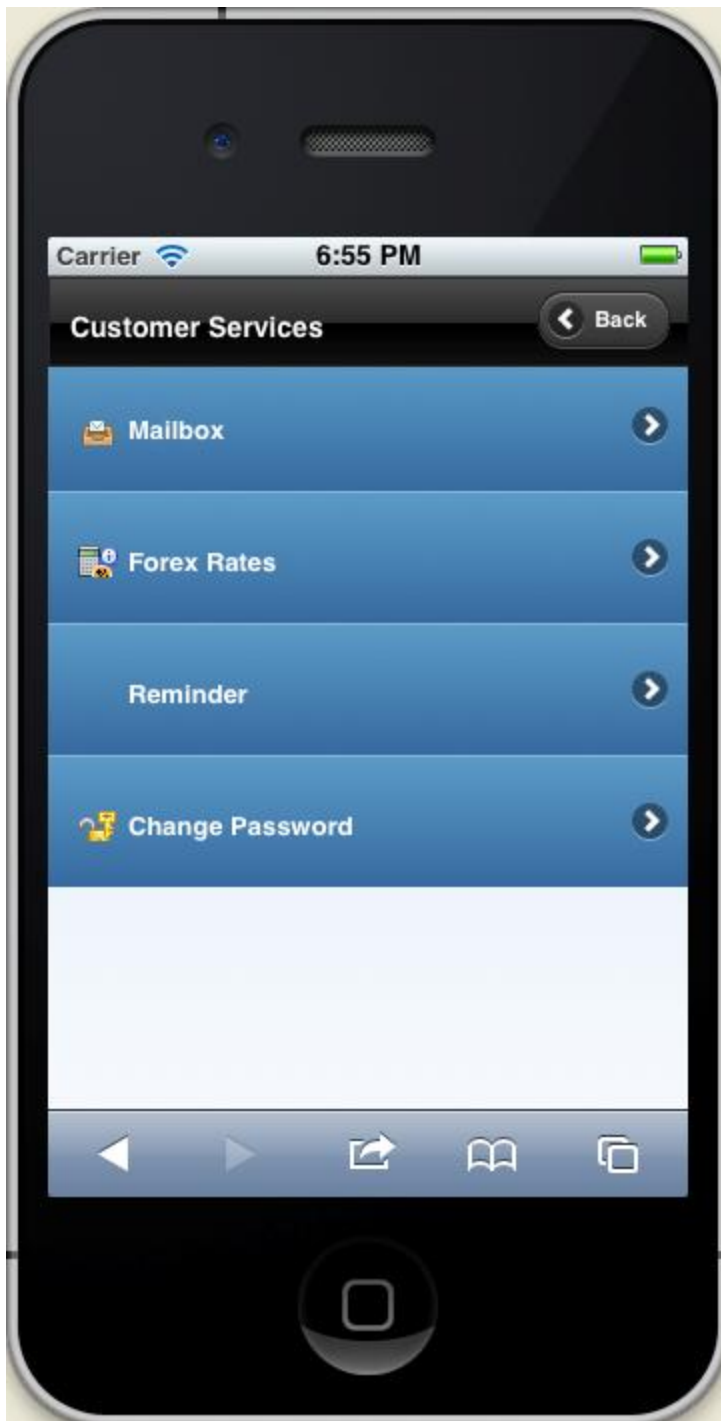 Carrier 6:55 PM
Customer Services
Back
Mailbox
Forex Rates
Reminder
Change Password